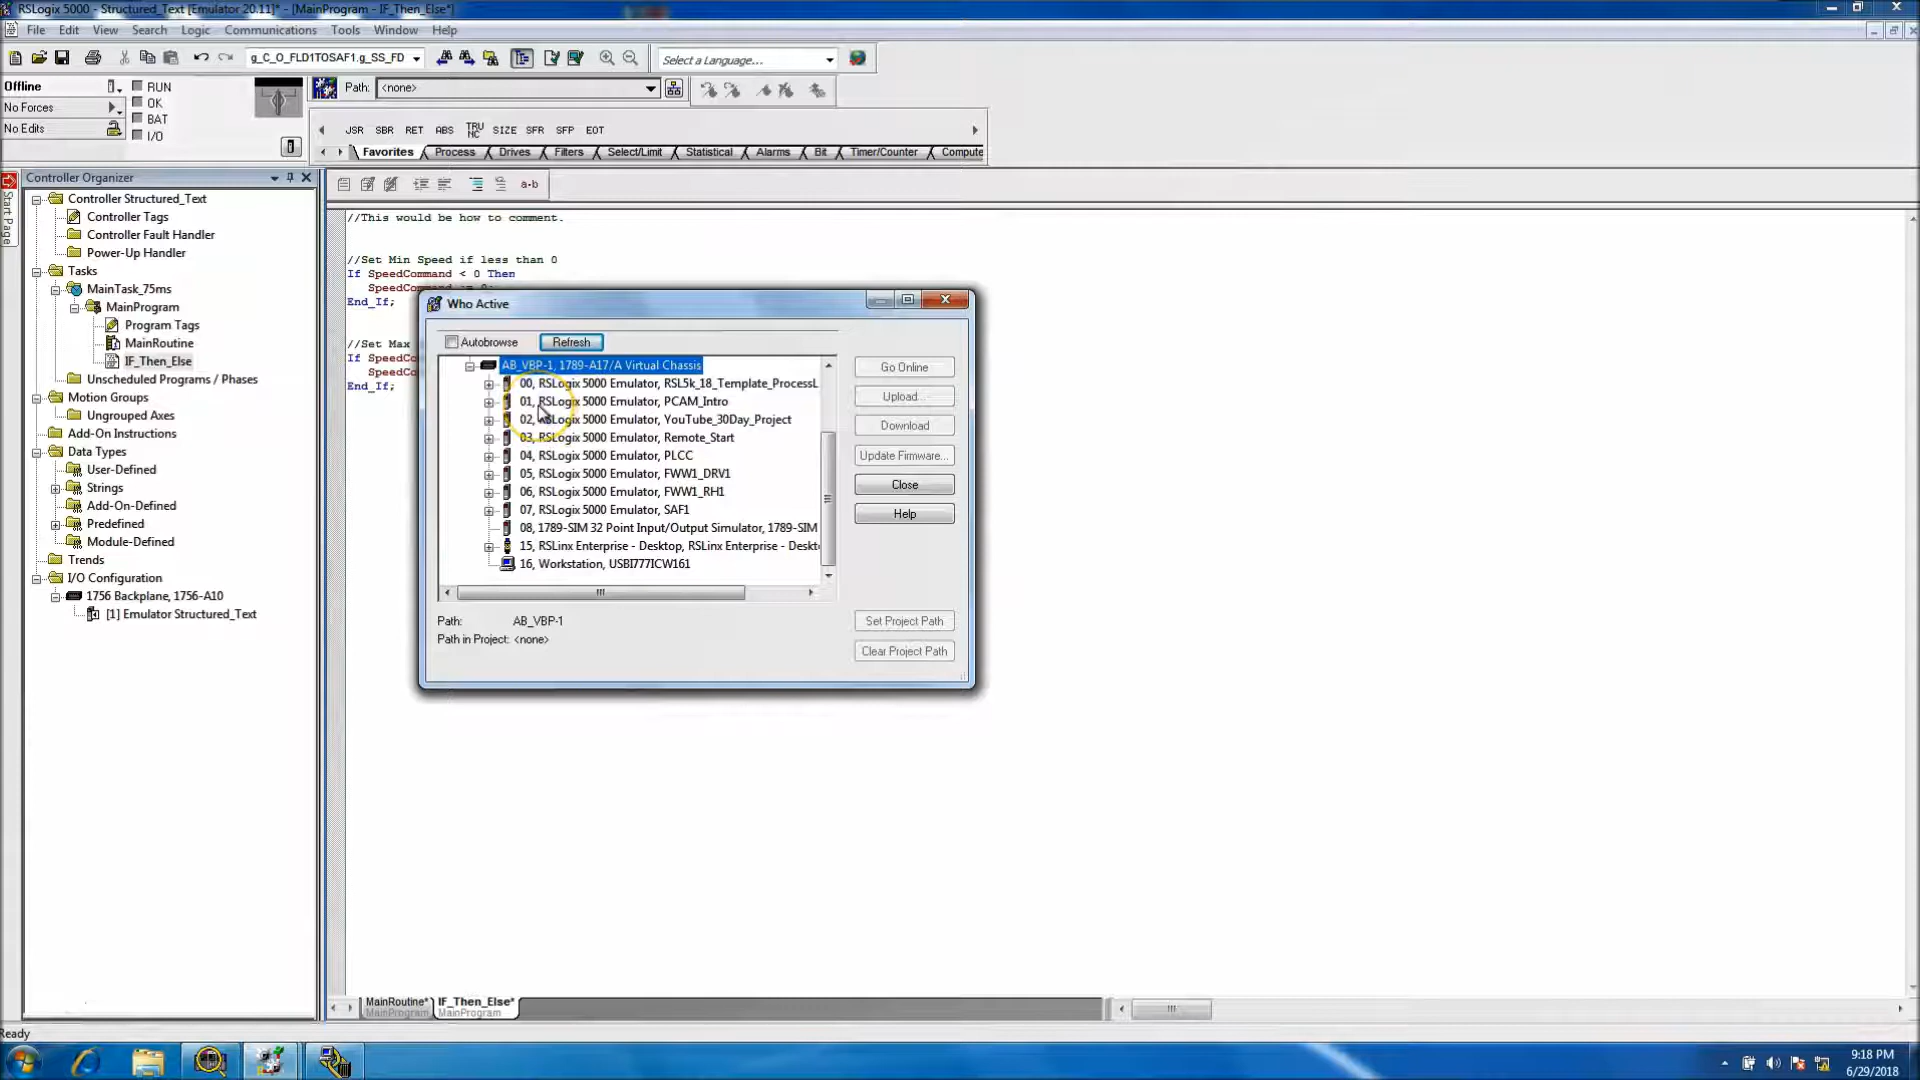 RSLogix 5000 - Structured_Text [Emulator 20.11]* - [MainProgram - IF_Then_Else*]
File Edit View Search Logic Communications Tools Window Help
g_C_O_FLD1TOSAF1.g_SS_FD
Select a Language...
Offline
RUN
No Forces
OK
No Edits
BAT
I/O
Path: <none>
JSR SBR RET ABS TRUNC SIZE SFR SFP EOT
Favorites Process Drives Filters Select/Limit Statistical Alarms Bit Timer/Counter Compute
Start Page
Controller Organizer
Controller Structured_Text
Controller Tags
Controller Fault Handler
Power-Up Handler
Tasks
MainTask_75ms
MainProgram
Program Tags
MainRoutine
IF_Then_Else
Unscheduled Programs / Phases
Motion Groups
Ungrouped Axes
Add-On Instructions
Data Types
User-Defined
Strings
Add-On-Defined
Predefined
Module-Defined
Trends
I/O Configuration
1756 Backplane, 1756-A10
[1] Emulator Structured_Text
a-b
//This would be how to comment.
//Set Min Speed if less than 0
If SpeedCommand < 0 Then
End_If;
//Set Max
If SpeedCo
SpeedC
End_If;
Who Active
Autobrowse
Refresh
AB_VBP-1, 1789-A17/A Virtual Chassis
00, RSLogix 5000 Emulator, RSL5k_18_Template_ProcessL
01, RSLogix 5000 Emulator, PCAM_Intro
02, RSLogix 5000 Emulator, YouTube_30Day_Project
03, RSLogix 5000 Emulator, Remote_Start
04, RSLogix 5000 Emulator, PLCC
05, RSLogix 5000 Emulator, FWW1_DRV1
06, RSLogix 5000 Emulator, FWW1_RH1
07, RSLogix 5000 Emulator, SAF1
08, 1789-SIM 32 Point Input/Output Simulator, 1789-SIM
15, RSLinx Enterprise - Desktop, RSLinx Enterprise - Deskt
16, Workstation, USBI777ICW161
Go Online
Upload...
Download
Update Firmware...
Close
Help
Path: AB_VBP-1
Path in Project: <none>
Set Project Path
Clear Project Path
MainRoutine* IF_Then_Else*
MainProgram MainProgram
Ready
9:18 PM
6/29/2018